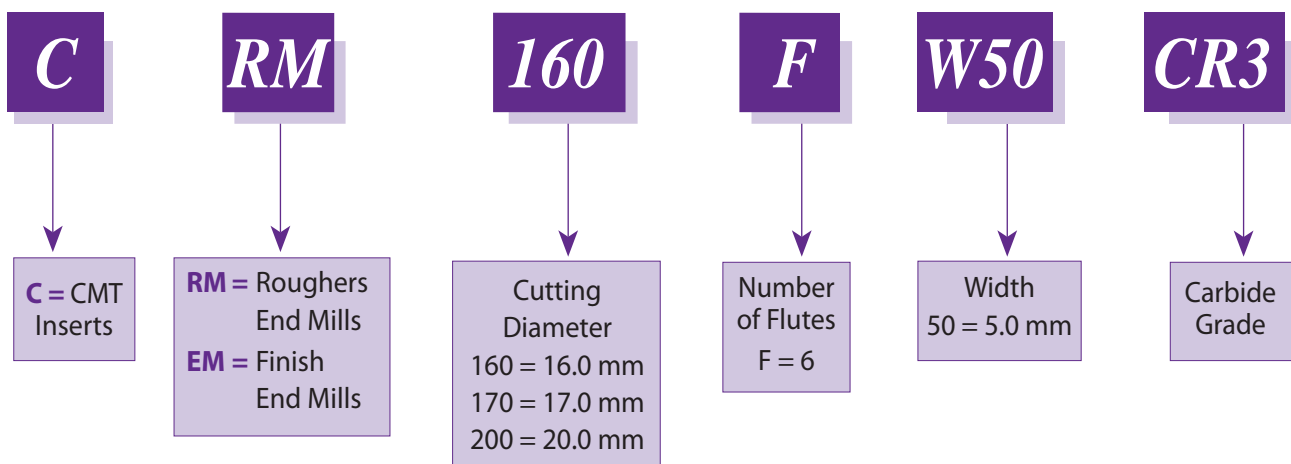 C
RM
160
F
W50
CR3
C = CMT
Inserts
RM = Roughers
End Mills
EM = Finish
End Mills
Cutting
Diameter
160 = 16.0 mm
170 = 17.0 mm
200 = 20.0 mm
Number
of Flutes
F = 6
Width
50 = 5.0 mm
Carbide
Grade